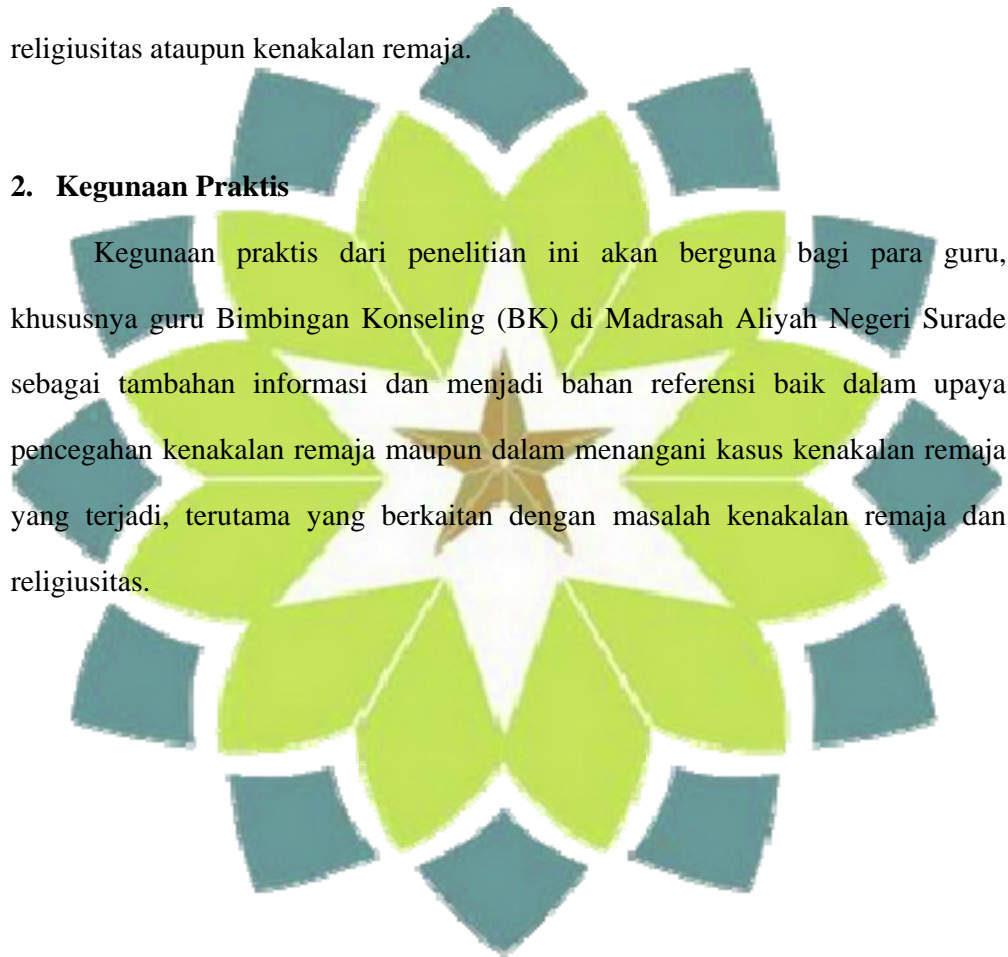 religiusitas ataupun kenakalan remaja.
2. Kegunaan Praktis
Kegunaan praktis dari penelitian ini akan berguna bagi para guru,
khususnya guru Bimbingan Konseling (BK) di Madrasah Aliyah Negeri Surade
sebagai tambahan informasi dan menjadi bahan referensi baik dalam upaya
pencegahan kenakalan remaja maupun dalam menangani kasus kenakalan remaja
yang terjadi, terutama yang berkaitan dengan masalah kenakalan remaja dan
religiusitas.